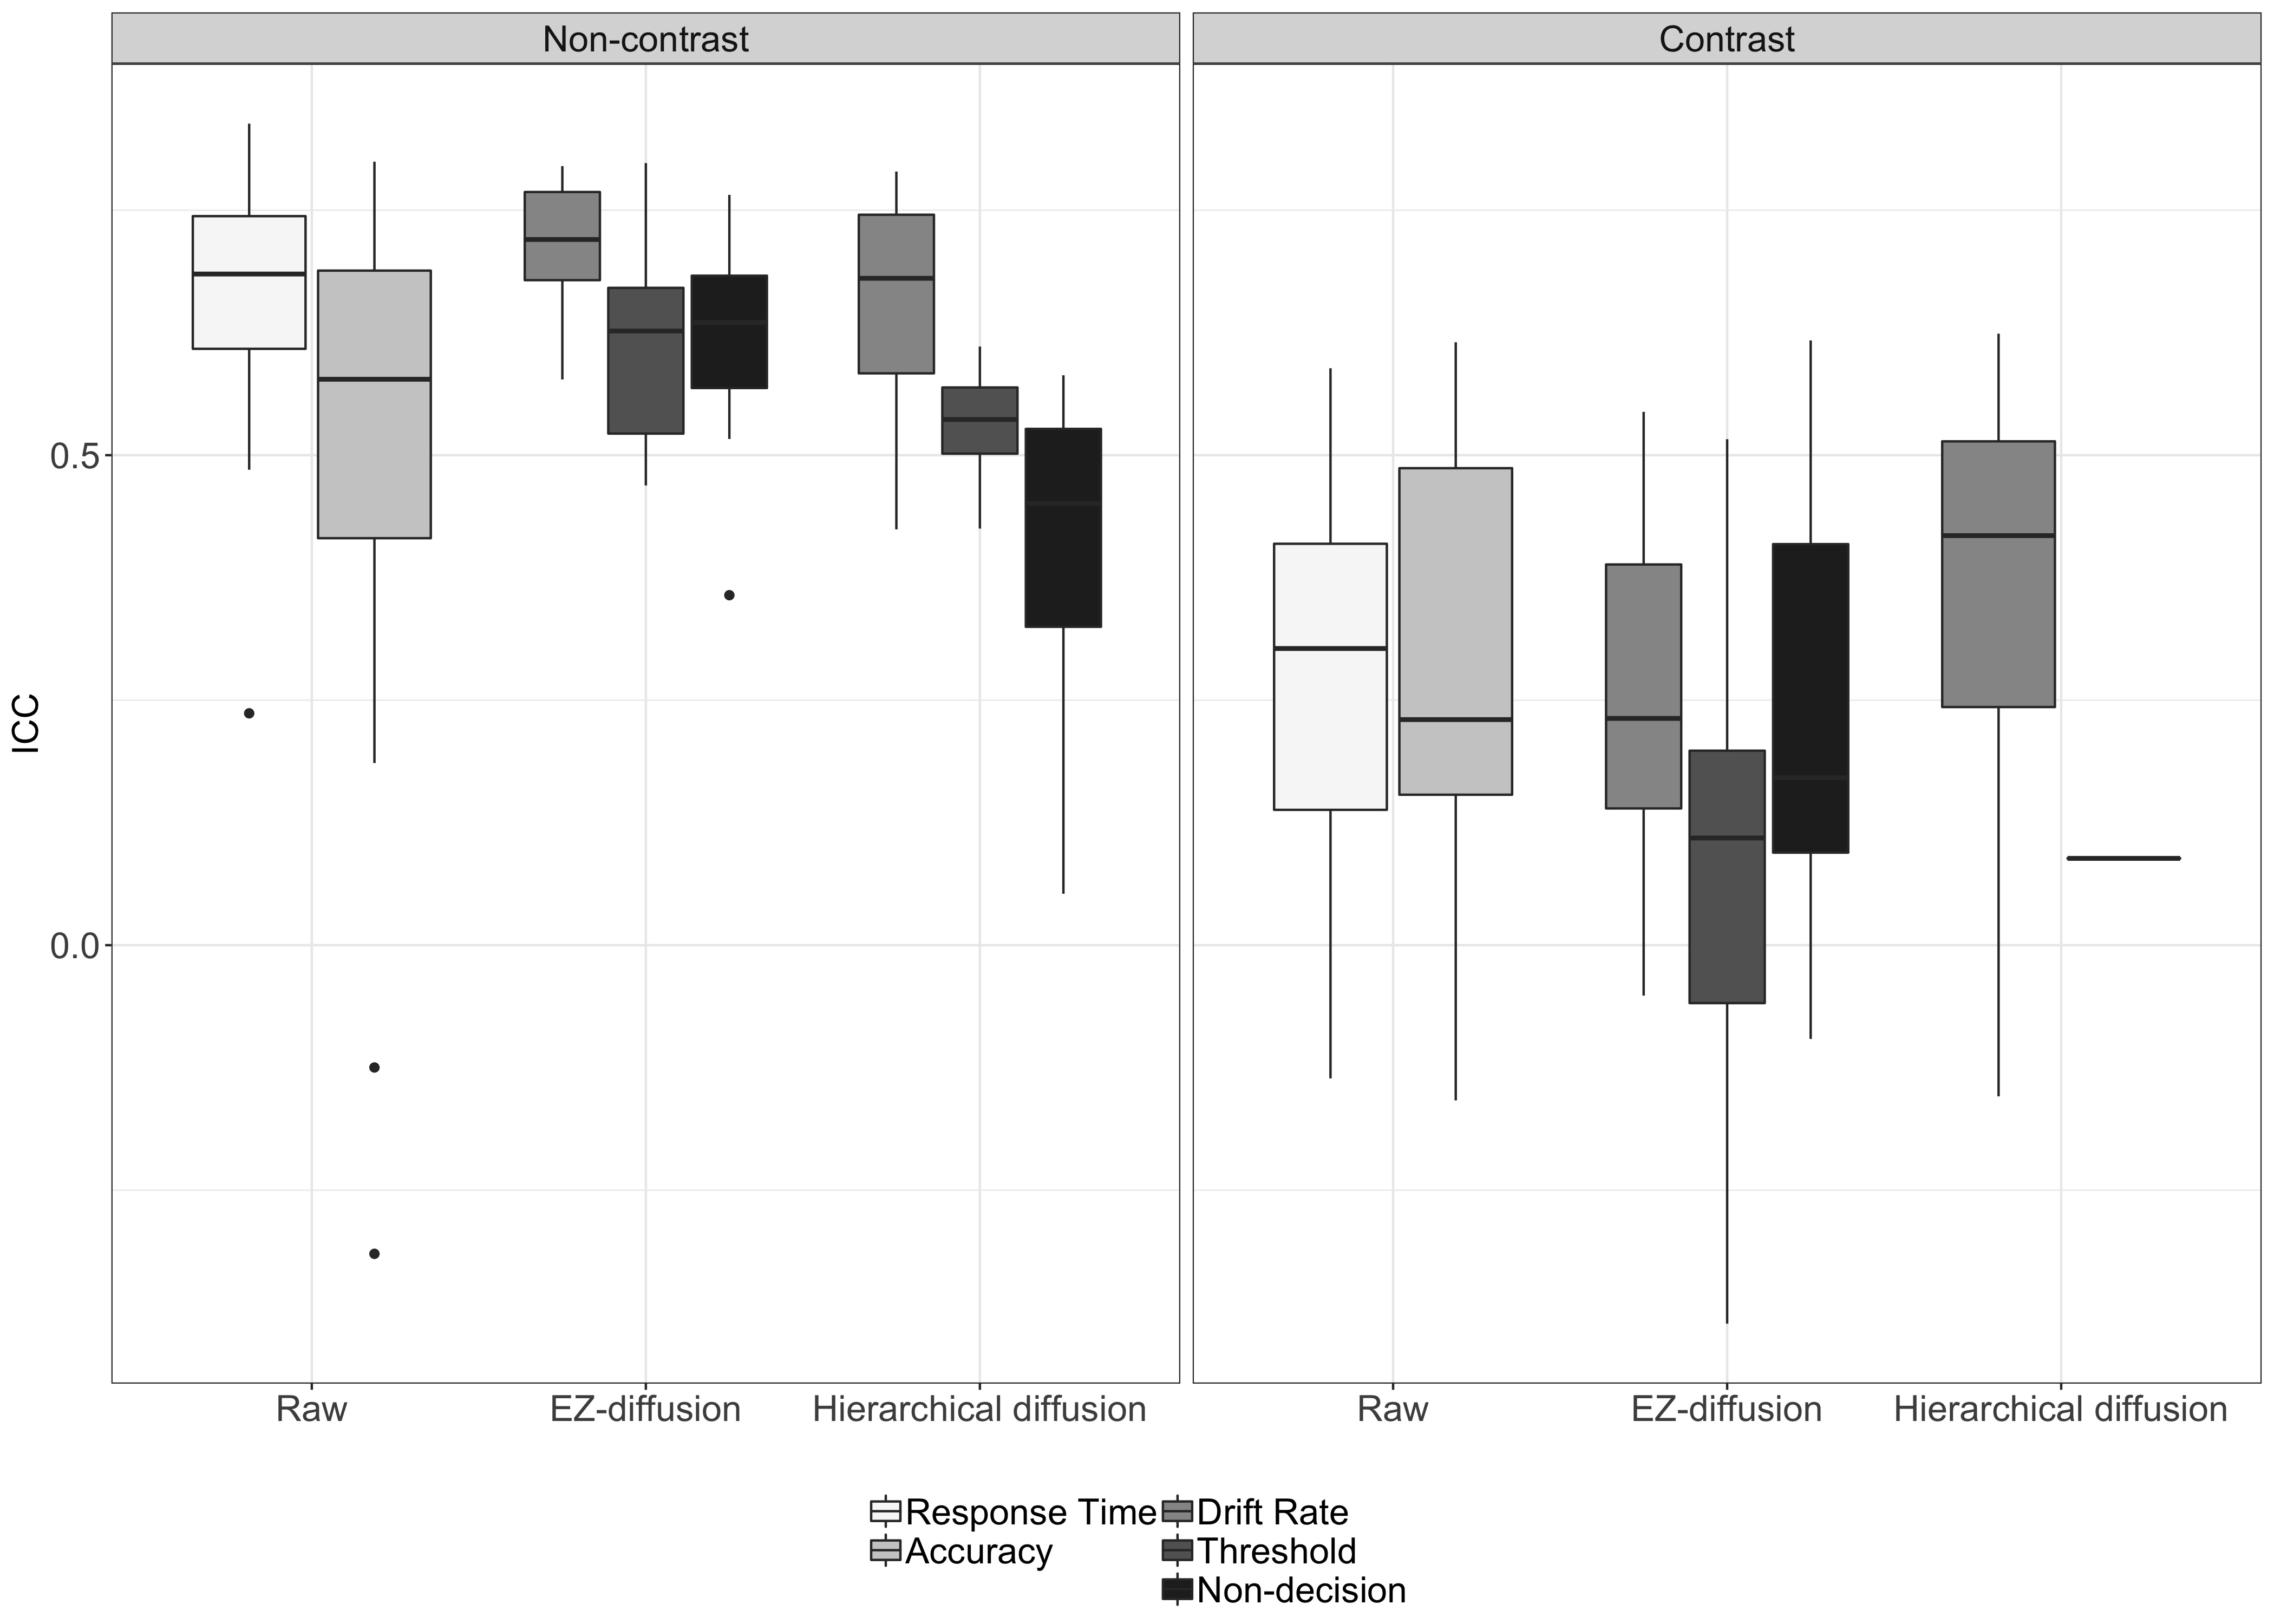 Non-contrast
Contrast
ICC
0.5
0.0
Raw
EZ-diffusion
Hierarchical diffusion
Raw
EZ-diffusion
Hierarchical diffusion
Response Time
Accuracy
Drift Rate
Threshold
Non-decision